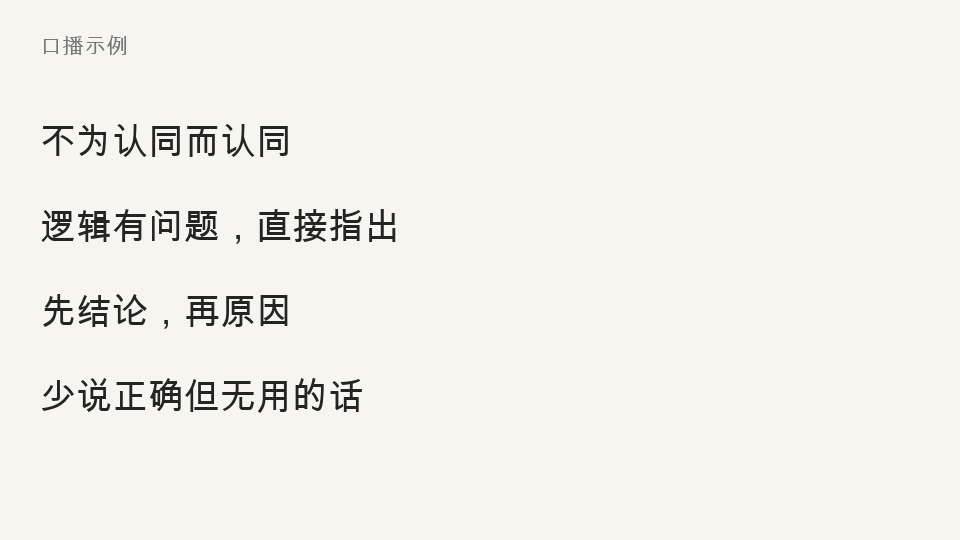 口播示例
不为认同而认同
逻辑有问题，直接指出
先结论，再原因
少说正确但无用的话